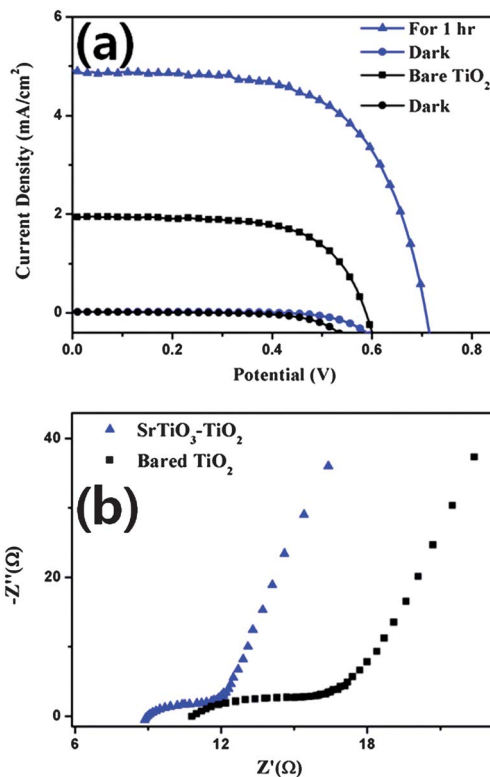 (a)
For 1 hr
Dark
Bare TiO₂
Dark
6
4
2
0
Current Density (mA/cm²)
0.0 0.2 0.4 0.6 0.8
Potential (V)
(b)
SrTiO₃-TiO₂
Bared TiO₂
40
20
0
-Z''(Ω)
6 12 18 24
Z'(Ω)